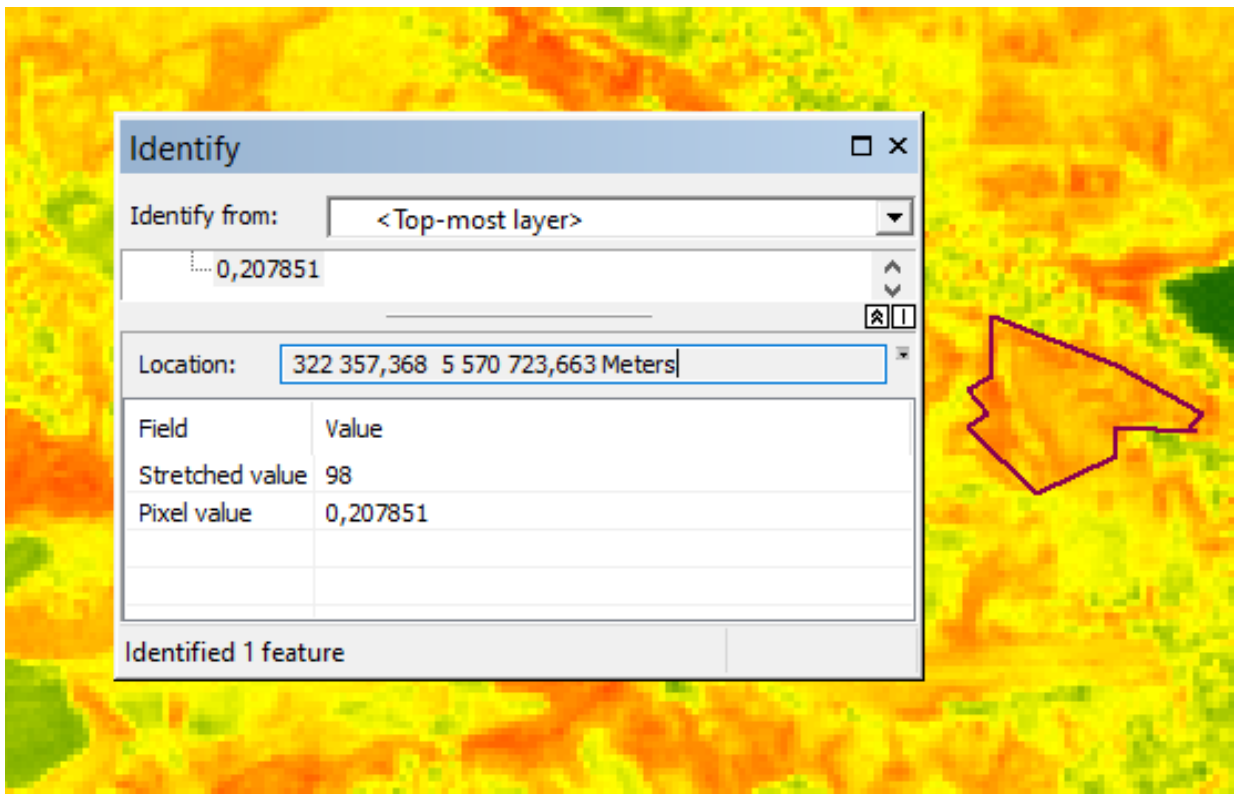 Identify
Identify from: <Top-most layer>
0,207851
Location: 322 357,368 5 570 723,663 Meters
Field Value
Stretched value 98
Pixel value 0,207851
Identified 1 feature